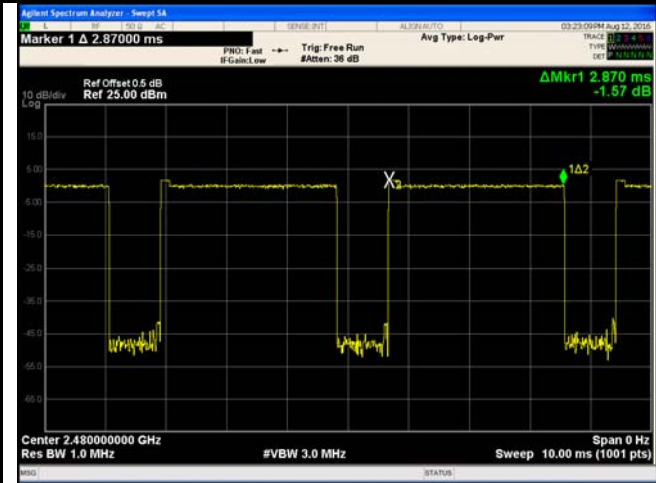 Agilent Spectrum Analyzer - Swept SA
L RF 50 Ω AC SENSE:INT ALIGN AUTO 03:23:09 PM Aug 12, 2016
Marker 1 Δ 2.87000 ms
PNO: Fast
IFGain:Low
Trig: Free Run
#Atten: 36 dB
Avg Type: Log-Pwr
TRACE 1 2 3 4 5 6
TYPE
DET P N N N N N
ΔMkr1 2.870 ms
-1.57 dB
Ref Offset 0.5 dB
10 dB/div Ref 25.00 dBm
Log
15.0
5.00
-5.00
-15.0
-25.0
-35.0
-45.0
-55.0
-65.0
X2
1Δ2
Center 2.480000000 GHz Span 0 Hz
Res BW 1.0 MHz #VBW 3.0 MHz Sweep 10.00 ms (1001 pts)
MSG STATUS